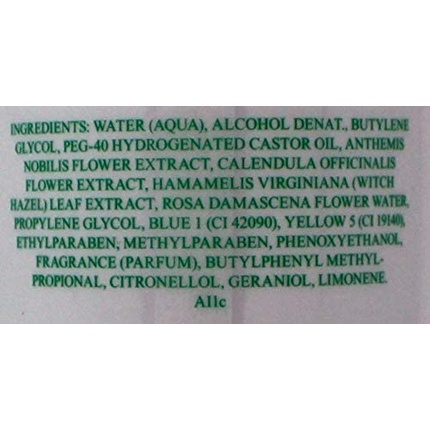 INGREDIENTS: WATER (AQUA), ALCOHOL DENAT., BUTYLENE
GLYCOL, PEG-40 HYDROGENATED CASTOR OIL, ANTHEMIS
NOBILIS FLOWER EXTRACT, CALENDULA OFFICINALIS
FLOWER EXTRACT, HAMAMELIS VIRGINIANA (WITCH
HAZEL) LEAF EXTRACT, ROSA DAMASCENA FLOWER WATER,
PROPYLENE GLYCOL, BLUE 1 (CI 42090), YELLOW 5 (CI 19140),
ETHYLPARABEN, METHYLPARABEN, PHENOXYETHANOL,
FRAGRANCE (PARFUM), BUTYLPHENYL METHYL-
PROPIONAL, CITRONELLOL, GERANIOL, LIMONENE.
A11c